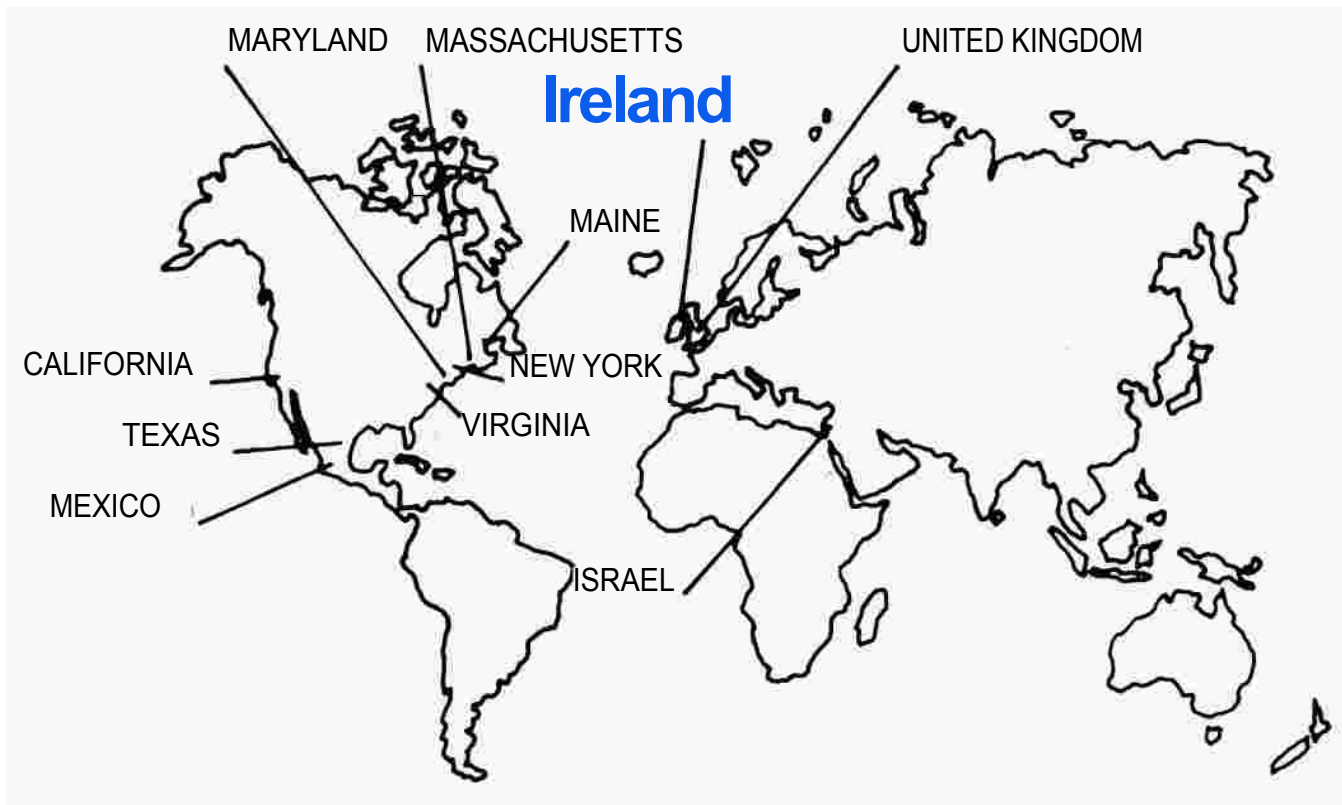 MARYLAND
MASSACHUSETTS
UNITED KINGDOM
Ireland
MAINE
CALIFORNIA
NEW YORK
TEXAS
VIRGINIA
MEXICO
ISRAEL